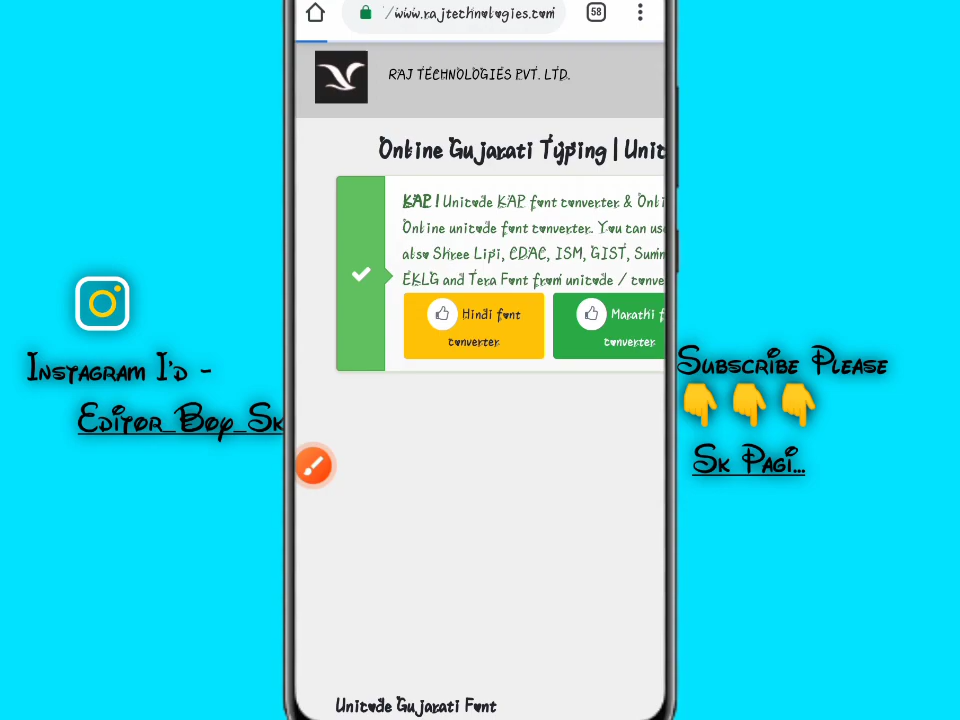 /www.rajtechnologies.com
58
RAJ TECHNOLOGIES PVT. LTD.
Online Gujarati Typing | Unic
KAP ! Unicode KAP font converter & Onli
Online unicode font converter. You can use
also Shree Lipi, CDAC, ISM, GIST, Summ
EKLG and Tera Font from unicode / conve
Hindi font
converter
Marathi f
converter
Instagram I'd -
Editor_Boy_Sk
Subscribe Please
Sk Pagi...
Unicode Gujarati Font